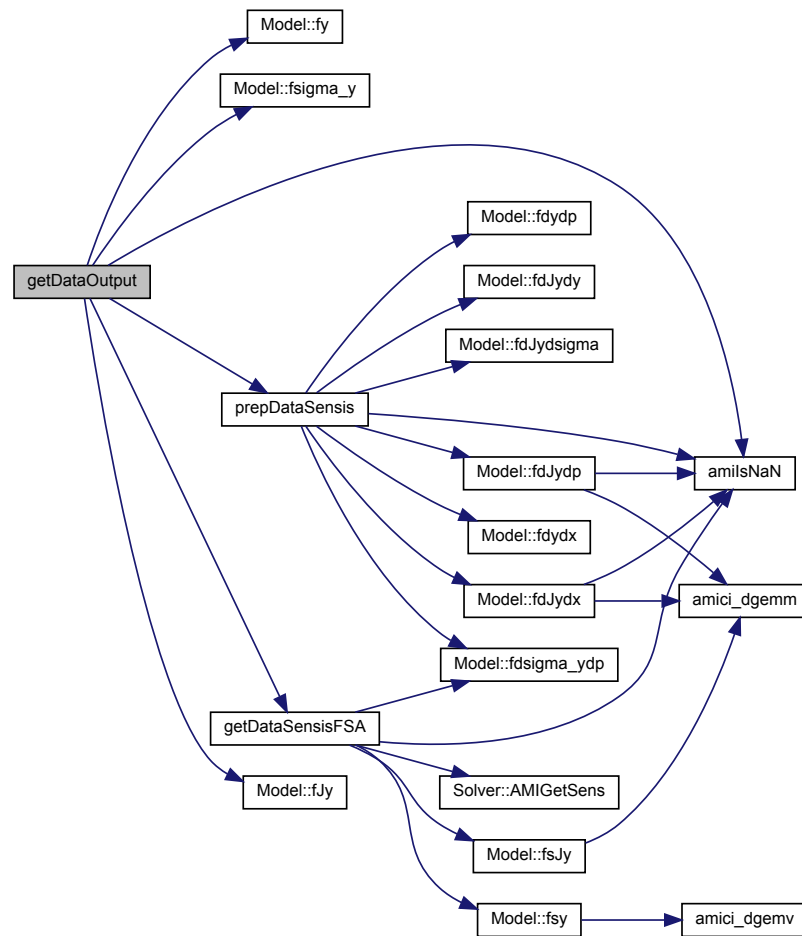 Model::fy
Model::fsigma_y
Model::fdydp
Model::fdJydy
getDataOutput
Model::fdJydsigma
prepDataSensis
Model::fdJydp
amiIsNaN
Model::fdydx
Model::fdJydx
amici_dgemm
Model::fdsigma_ydp
getDataSensisFSA
Model::fJy
Solver::AMIGetSens
Model::fsJy
Model::fsy
amici_dgemv